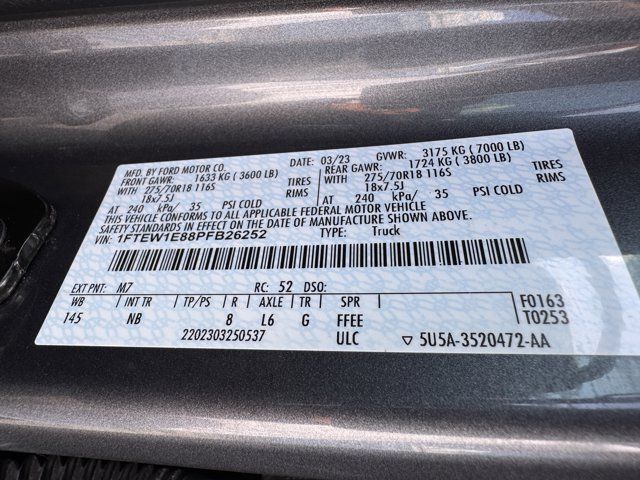 MFD. BY FORD MOTOR CO. DATE: 03/23 GVWR: 3175 KG ( 7000 LB)
FRONT GAWR: 1633 KG ( 3600 LB) REAR GAWR: 1724 KG ( 3800 LB)
WITH 275/70R18 116S TIRES WITH 275/70R18 116S TIRES
18x7.5J RIMS 18x7.5J RIMS
AT 240 kPa/ 35 PSI COLD AT 240 kPa/ 35 PSI COLD
THIS VEHICLE CONFORMS TO ALL APPLICABLE FEDERAL MOTOR VEHICLE
SAFETY STANDARDS IN EFFECT ON THE DATE OF MANUFACTURE SHOWN ABOVE.
VIN: 1FTEW1E88PFB26252 TYPE: Truck
EXT PNT: M7 RC: 52 DSO:
WB INT TR TP/PS R AXLE TR SPR F0163
145 NB 8 L6 G FFEE T0253
2202303250537 ULC ▽ 5U5A-3520472-AA